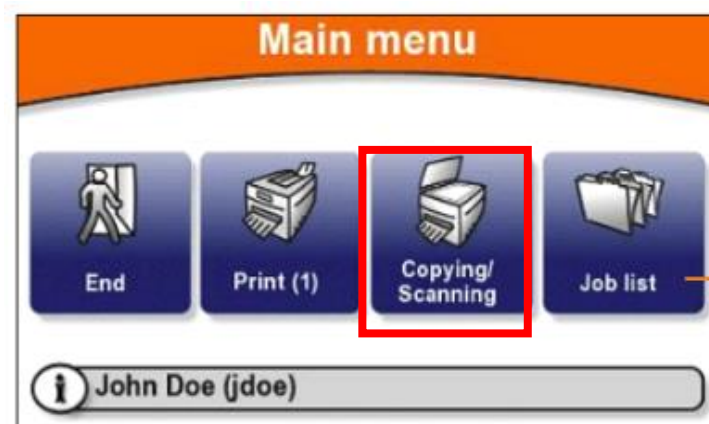 Main menu
End
Print (1)
Copying/
Scanning
Job list
John Doe (jdoe)